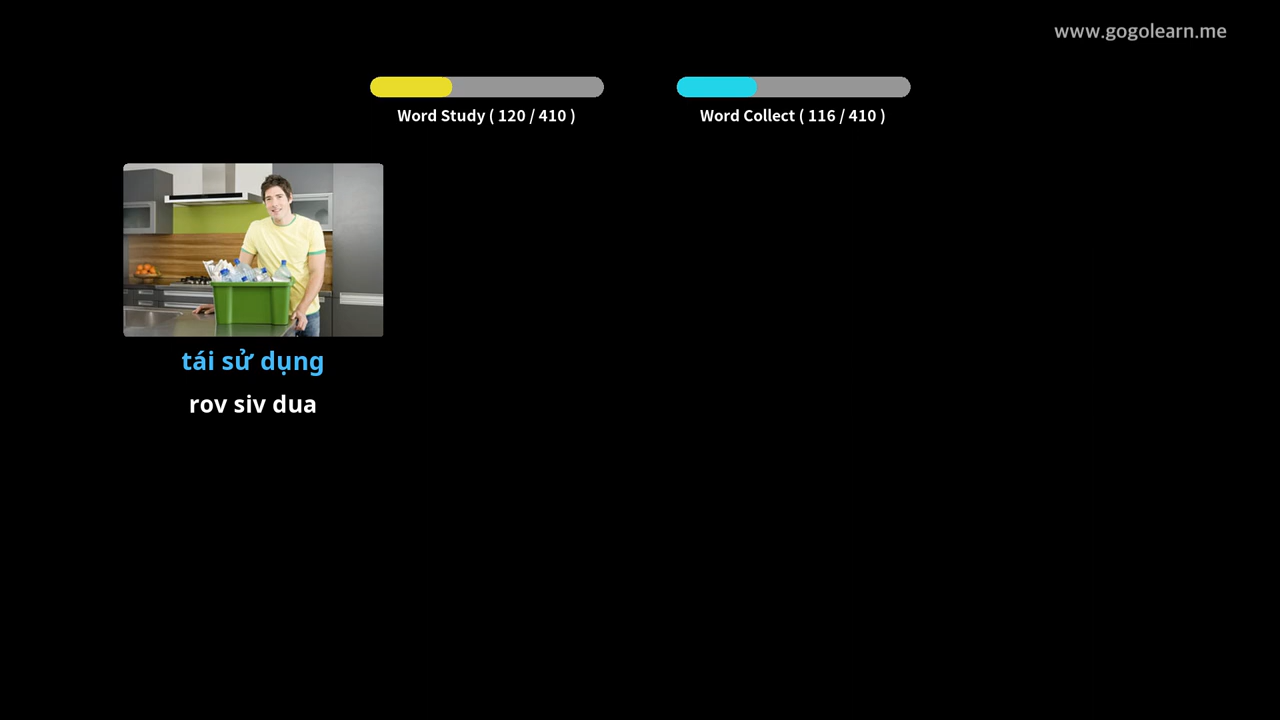 www.gogolearn.me
Word Study ( 120 / 410 )
Word Collect ( 116 / 410 )
tái sử dụng
rov siv dua